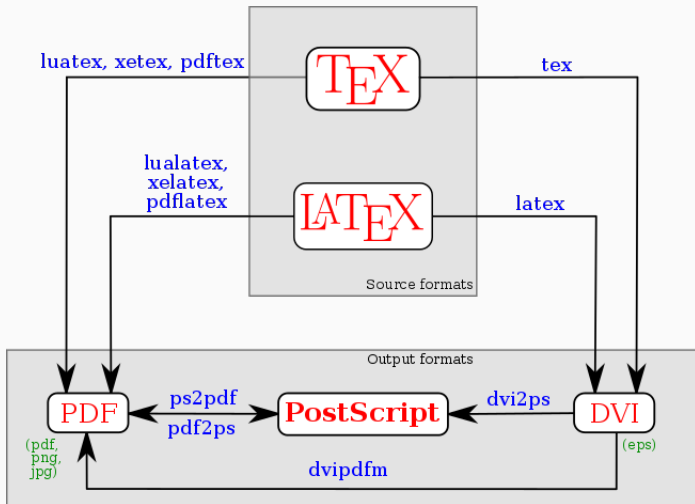 luatex, xetex, pdftex
TEX
tex
lualatex,
xelatex,
pdflatex
LATEX
latex
Source formats
Output formats
PDF
ps2pdf
pdf2ps
PostScript
dvi2ps
DVI
(pdf,
png,
jpg)
(eps)
dvipdfm